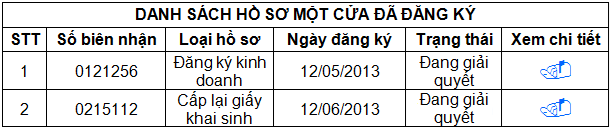 DANH SÁCH HỒ SƠ MỘT CỬA ĐÃ ĐĂNG KÝ
STT Số biên nhận Loại hồ sơ Ngày đăng ký Trạng thái Xem chi tiết
1 0121256 Đăng ký kinh doanh 12/05/2013 Đang giải quyết
2 0215112 Cấp lại giấy khai sinh 12/06/2013 Đang giải quyết